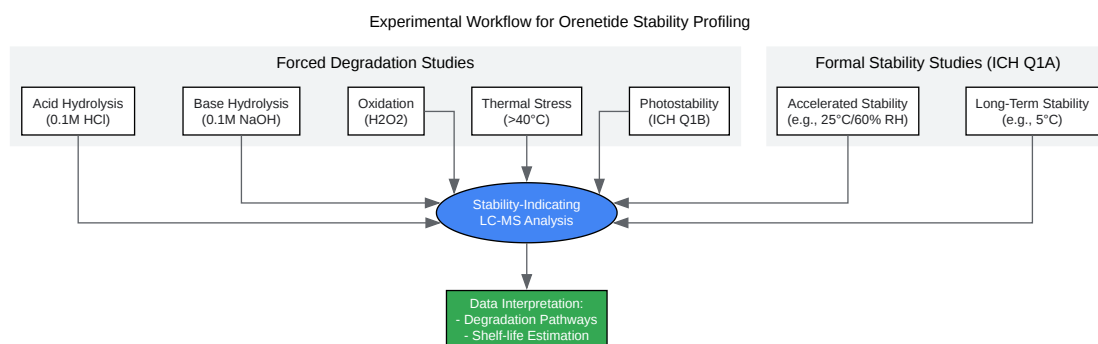 Experimental Workflow for Orenetide Stability Profiling
Forced Degradation Studies
Formal Stability Studies (ICH Q1A)
Acid Hydrolysis
(0.1M HCl)
Base Hydrolysis
(0.1M NaOH)
Oxidation
(H2O2)
Thermal Stress
(>40°C)
Photostability
(ICH Q1B)
Accelerated Stability
(e.g., 25°C/60% RH)
Long-Term Stability
(e.g., 5°C)
Stability-Indicating
LC-MS Analysis
Data Interpretation:
- Degradation Pathways
- Shelf-life Estimation